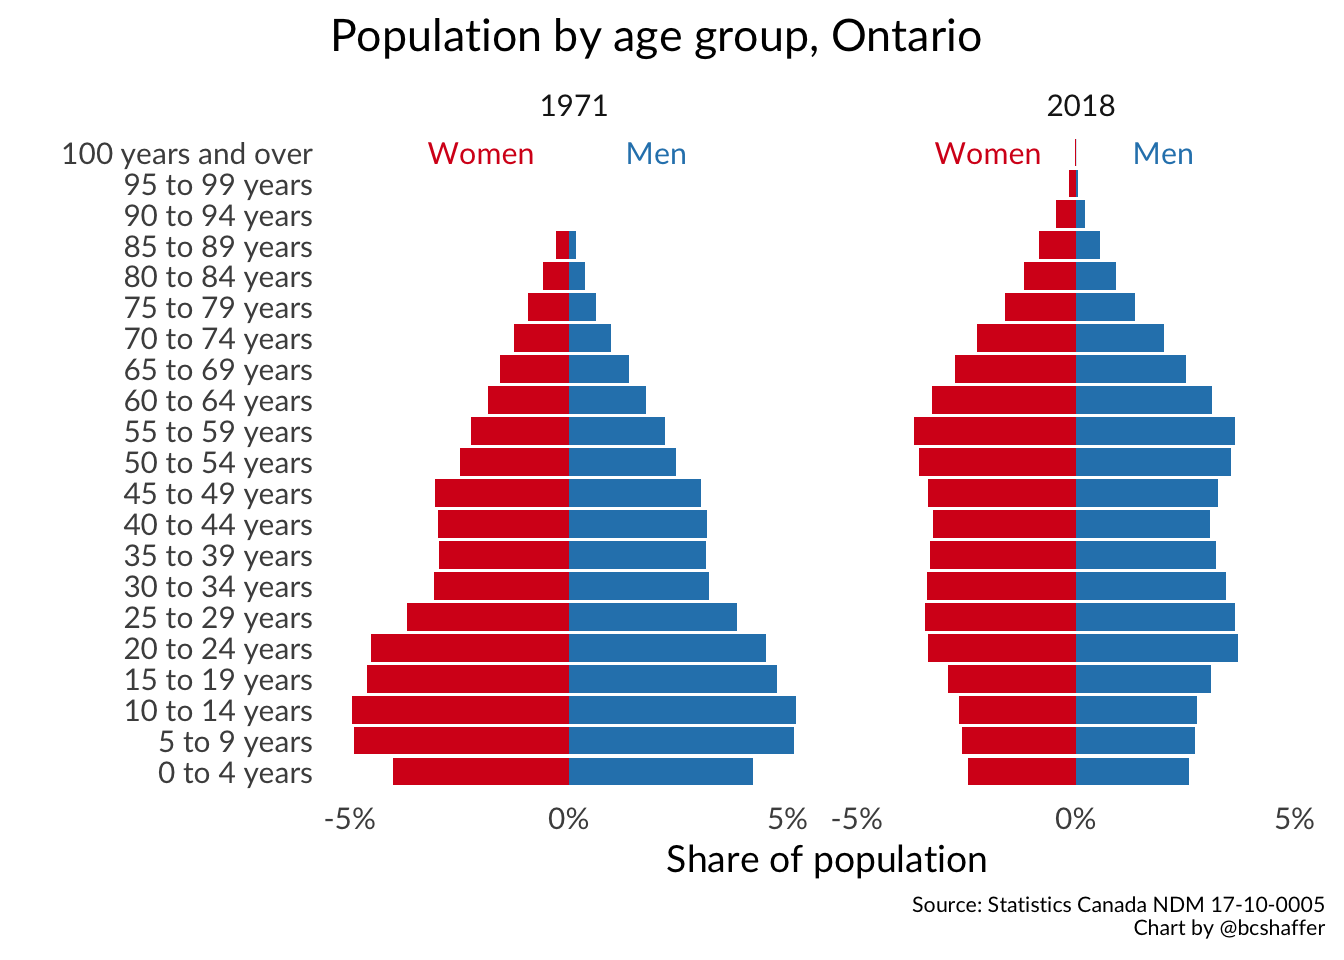 Population by age group, Ontario
1971
2018
Women
Men
Women
Men
100 years and over
95 to 99 years
90 to 94 years
85 to 89 years
80 to 84 years
75 to 79 years
70 to 74 years
65 to 69 years
60 to 64 years
55 to 59 years
50 to 54 years
45 to 49 years
40 to 44 years
35 to 39 years
30 to 34 years
25 to 29 years
20 to 24 years
15 to 19 years
10 to 14 years
5 to 9 years
0 to 4 years
-5% 0% 5%
-5% 0% 5%
Share of population
Source: Statistics Canada NDM 17-10-0005
Chart by @bcshaffer